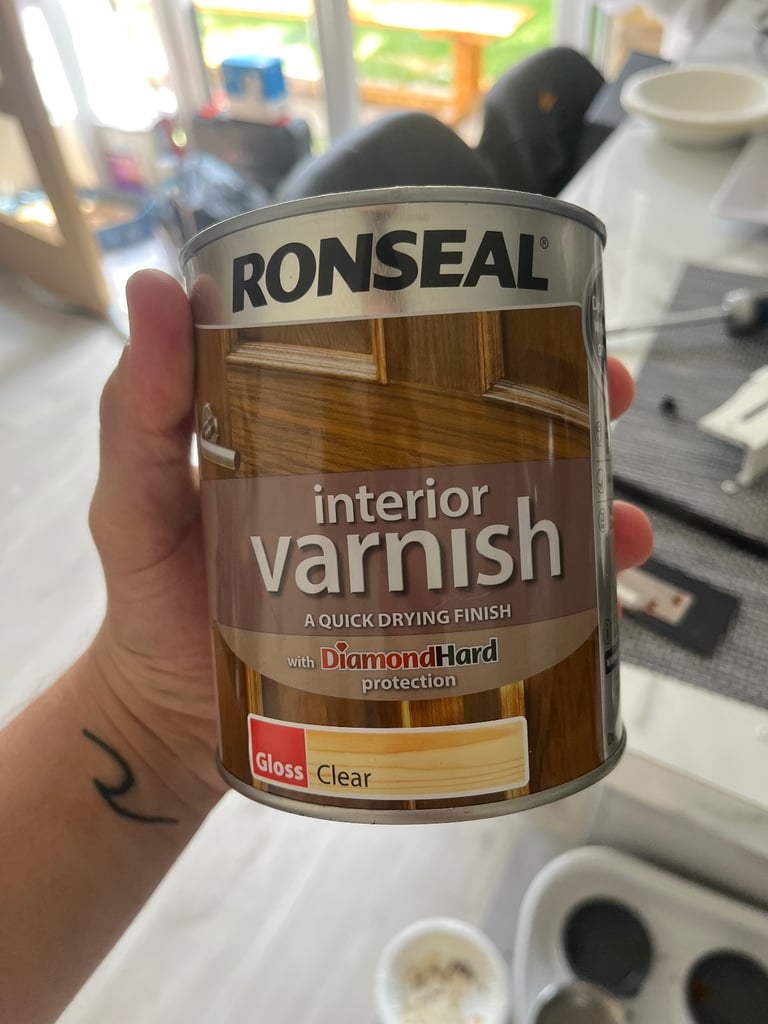 RONSEAL®
interior
varnish
A QUICK DRYING FINISH
with DiamondHard
protection
Gloss Clear